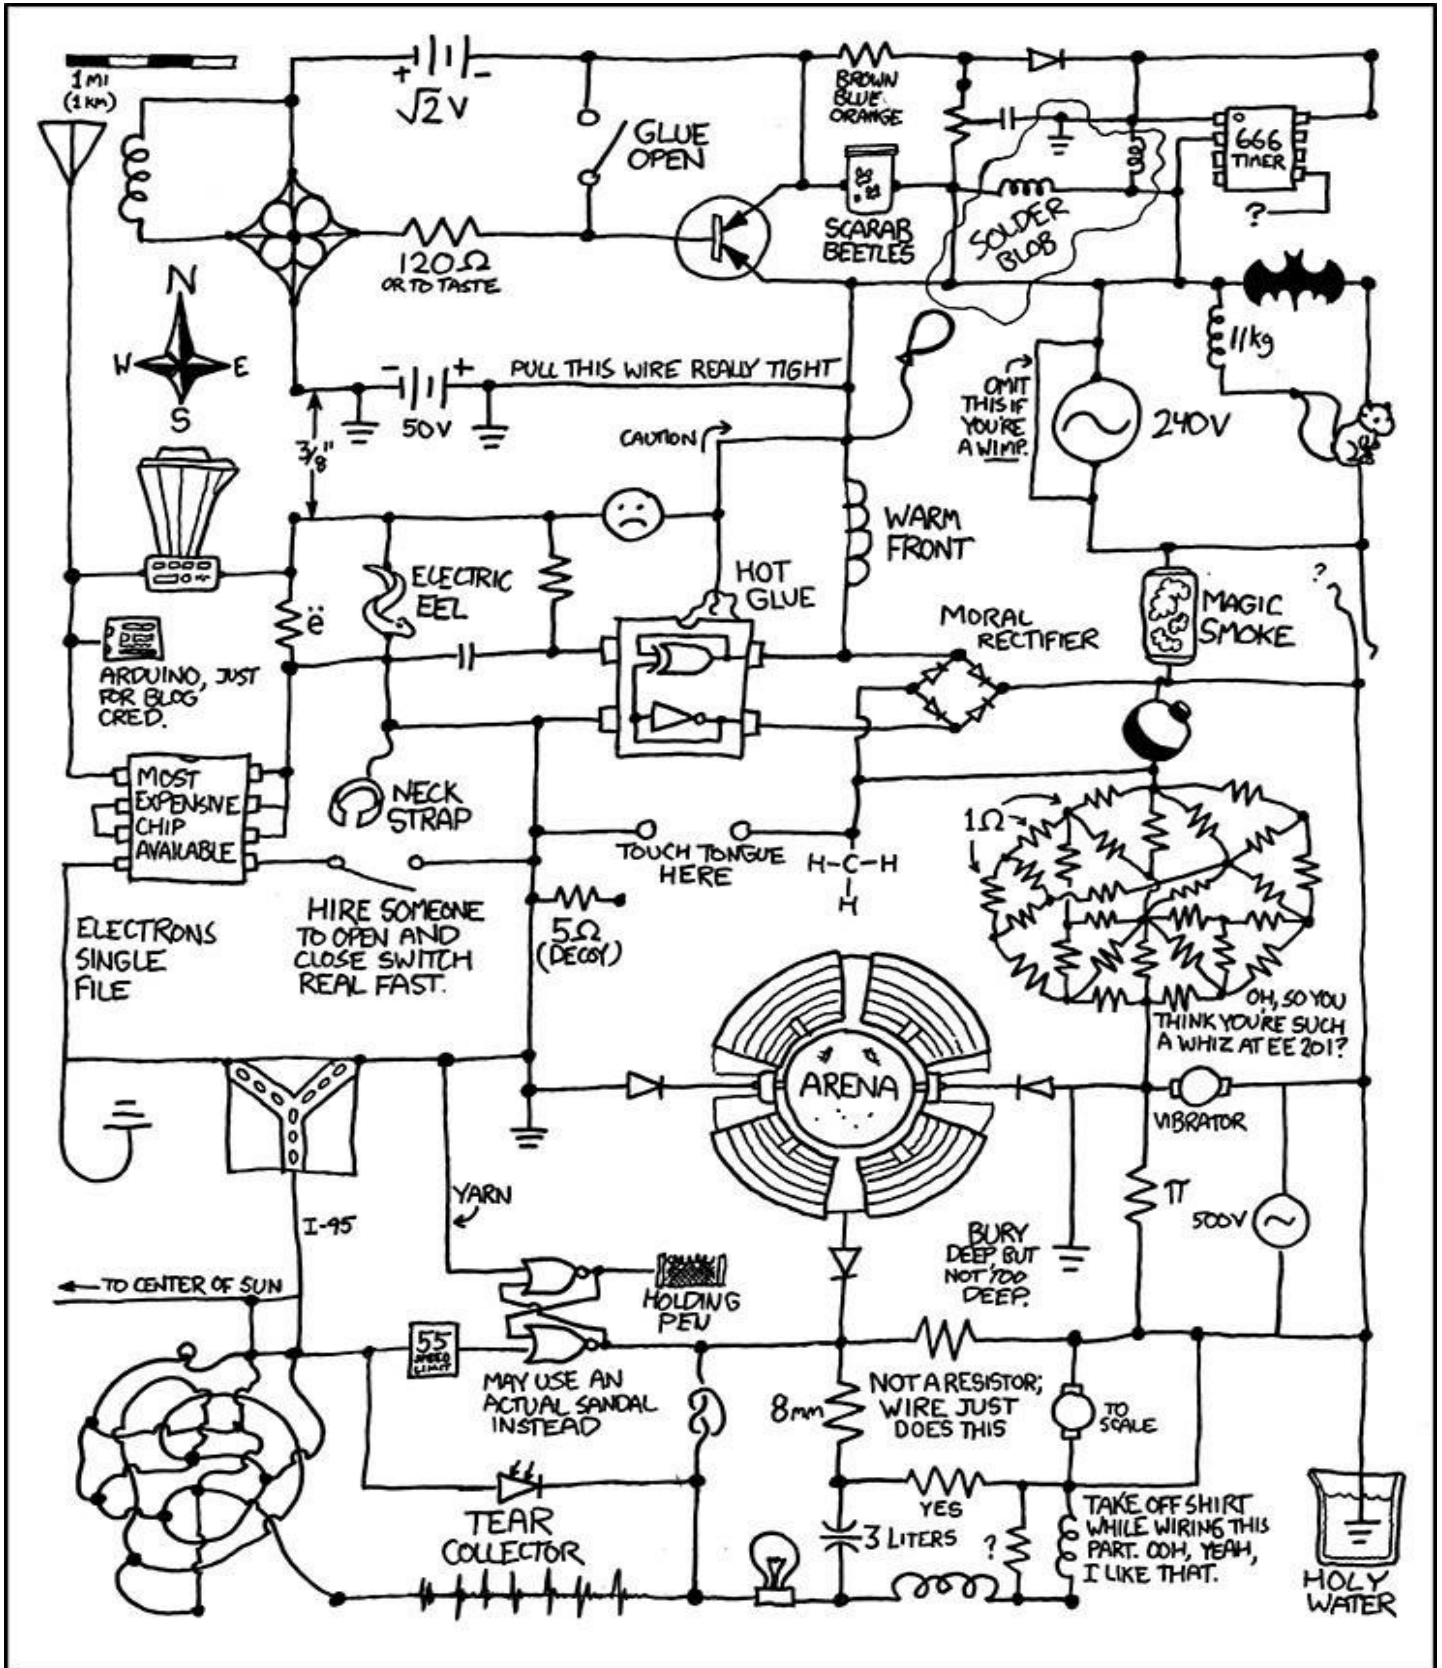 1 MI
(1 KM)
+
-
√2 V
GLUE
OPEN
BROWN
BLUE
ORANGE
666
TIMER
?
SCARAB
BEETLES
SOLDER
BLOB
120Ω
OR TO TASTE
N
W
E
S
-
+
50V
PULL THIS WIRE REALLY TIGHT
CAUTION
3/8"
OMIT
THIS IF
YOU'RE
A WIMP.
240V
11kg
ELECTRIC
EEL
ë
HOT
GLUE
WARM
FRONT
MORAL
RECTIFIER
MAGIC
SMOKE
?
ARDUINO, JUST
FOR BLOG
CRED.
MOST
EXPENSIVE
CHIP
AVAILABLE
NECK
STRAP
TOUCH TONGUE
HERE
H-C-H
H
1Ω
ELECTRONS
SINGLE
FILE
HIRE SOMEONE
TO OPEN AND
CLOSE SWITCH
REAL FAST.
5Ω
(DECOY)
OH, SO YOU
THINK YOU'RE SUCH
A WHIZ AT EE 201?
ARENA
VIBRATOR
YARN
I-95
π
500V
BURY
DEEP, BUT
NOT TOO
DEEP.
TO CENTER OF SUN
HOLDING
PEN
55
SPEED
LIMIT
MAY USE AN
ACTUAL SANDAL
INSTEAD
8mm
NOT A RESISTOR;
WIRE JUST
DOES THIS
TO
SCALE
TEAR
COLLECTOR
YES
3 LITERS
?
TAKE OFF SHIRT
WHILE WIRING THIS
PART. OOH, YEAH,
I LIKE THAT.
HOLY
WATER